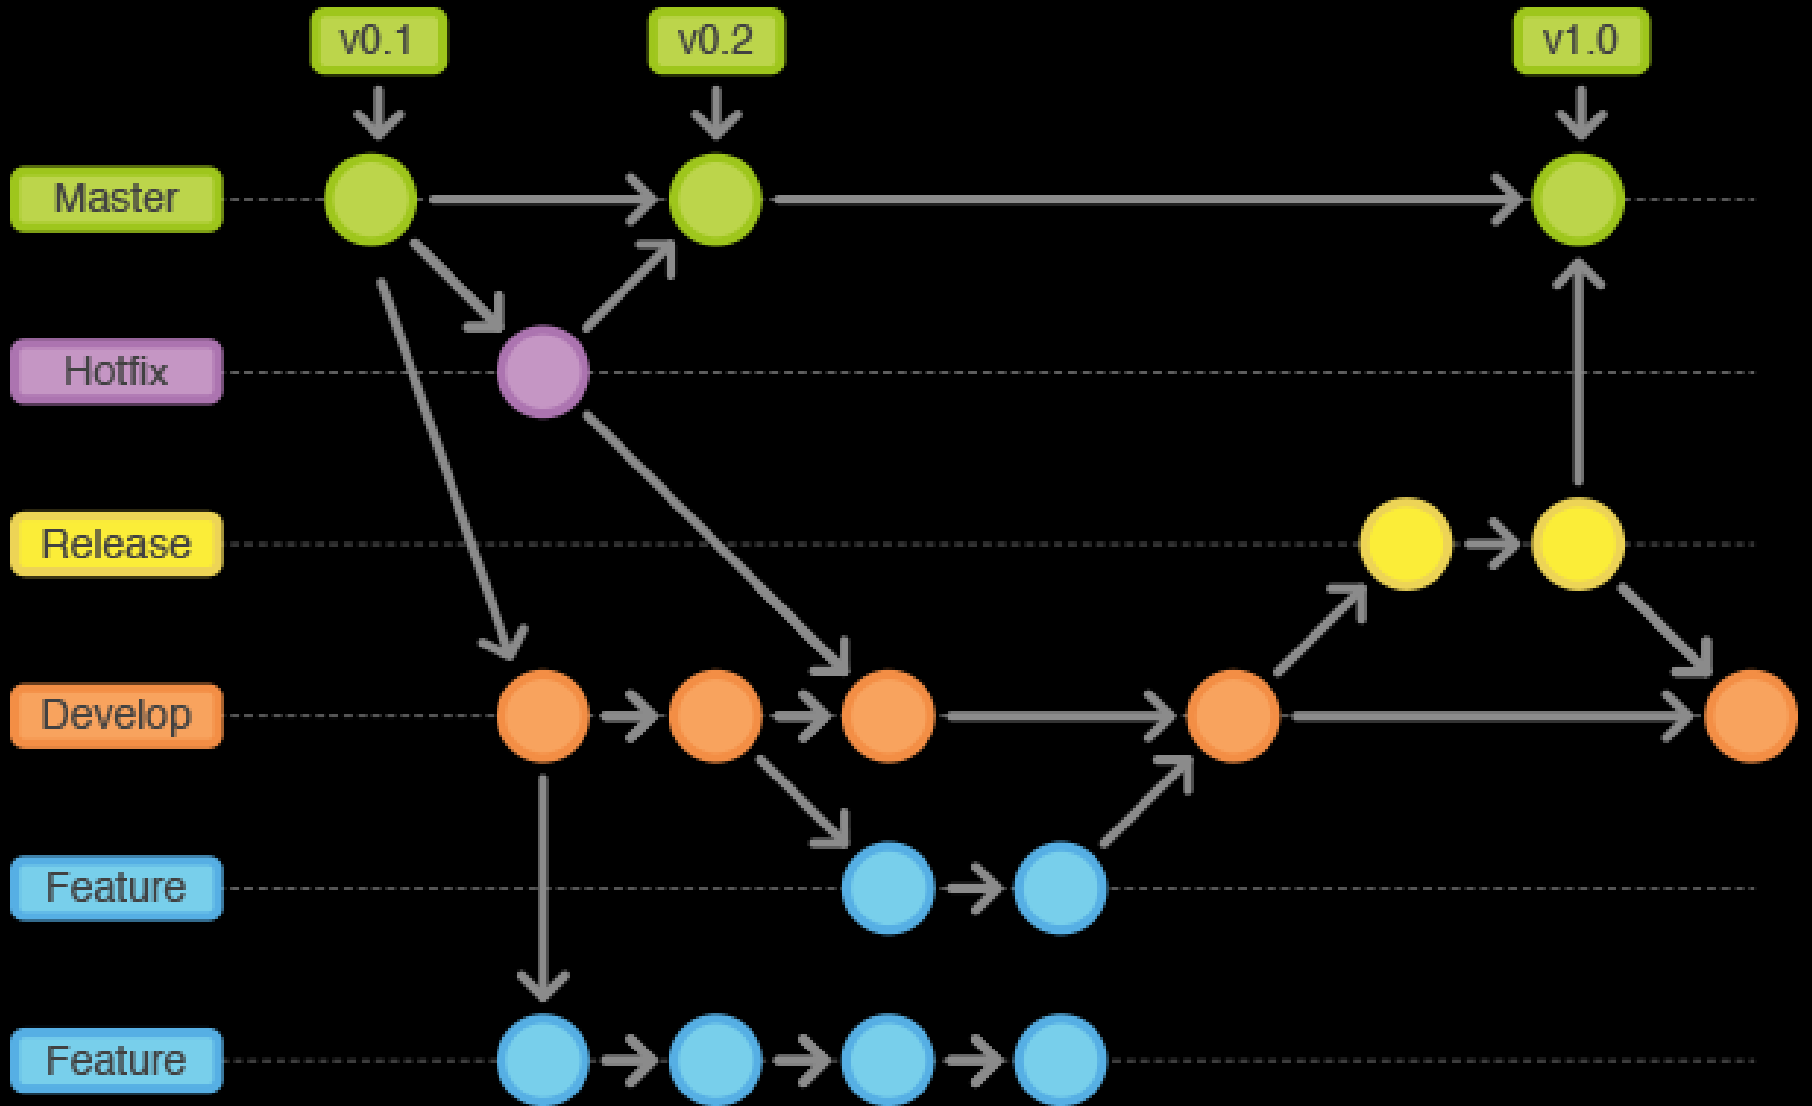 v0.1
v0.2
v1.0
Master
Hotfix
Release
Develop
Feature
Feature